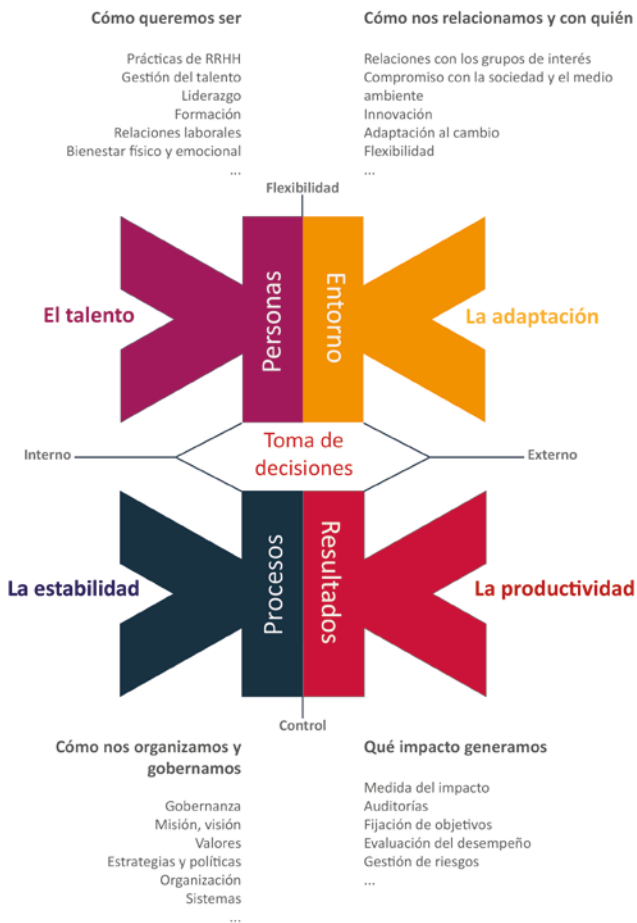 Cómo queremos ser
Prácticas de RRHH
Gestión del talento
Liderazgo
Formación
Relaciones laborales
Bienestar físico y emocional
...
Cómo nos relacionamos y con quién
Relaciones con los grupos de interés
Compromiso con la sociedad y el medio
ambiente
Innovación
Adaptación al cambio
Flexibilidad
...
Flexibilidad
El talento
Personas
Entorno
La adaptación
Interno
Toma de
decisiones
Externo
La estabilidad
Procesos
Resultados
La productividad
Control
Cómo nos organizamos y
gobernamos
Gobernanza
Misión, visión
Valores
Estrategias y políticas
Organización
Sistemas
...
Qué impacto generamos
Medida del impacto
Auditorías
Fijación de objetivos
Evaluación del desempeño
Gestión de riesgos
...